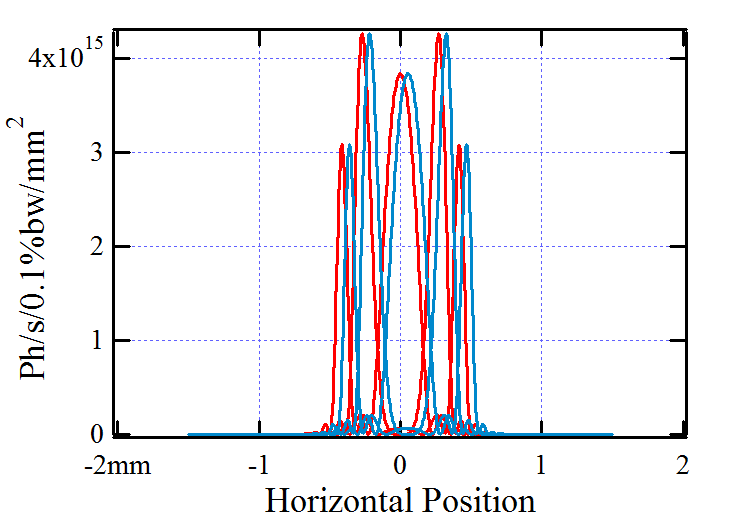 4x10^15
3
2
1
0
Ph/s/0.1%bw/mm^2
-2mm -1 0 1 2
Horizontal Position